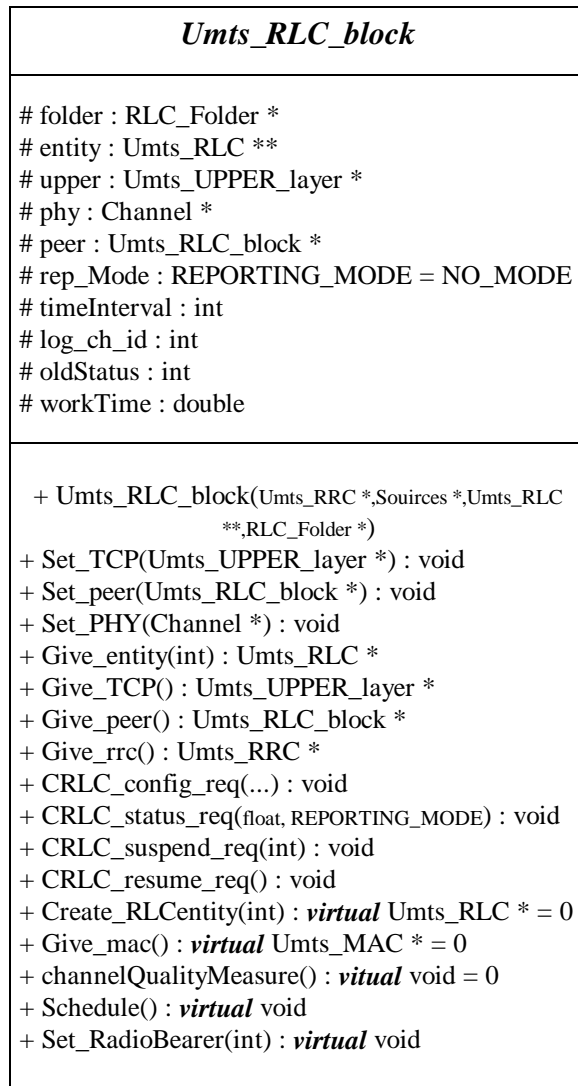 Umts_RLC_block
# folder : RLC_Folder *
# entity : Umts_RLC **
# upper : Umts_UPPER_layer *
# phy : Channel *
# peer : Umts_RLC_block *
# rep_Mode : REPORTING_MODE = NO_MODE
# timeInterval : int
# log_ch_id : int
# oldStatus : int
# workTime : double
+ Umts_RLC_block(Umts_RRC *,Souirces *,Umts_RLC
**,RLC_Folder *)
+ Set_TCP(Umts_UPPER_layer *) : void
+ Set_peer(Umts_RLC_block *) : void
+ Set_PHY(Channel *) : void
+ Give_entity(int) : Umts_RLC *
+ Give_TCP() : Umts_UPPER_layer *
+ Give_peer() : Umts_RLC_block *
+ Give_rrc() : Umts_RRC *
+ CRLC_config_req(...) : void
+ CRLC_status_req(float, REPORTING_MODE) : void
+ CRLC_suspend_req(int) : void
+ CRLC_resume_req() : void
+ Create_RLCentity(int) : virtual Umts_RLC * = 0
+ Give_mac() : virtual Umts_MAC * = 0
+ channelQualityMeasure() : vitual void = 0
+ Schedule() : virtual void
+ Set_RadioBearer(int) : virtual void